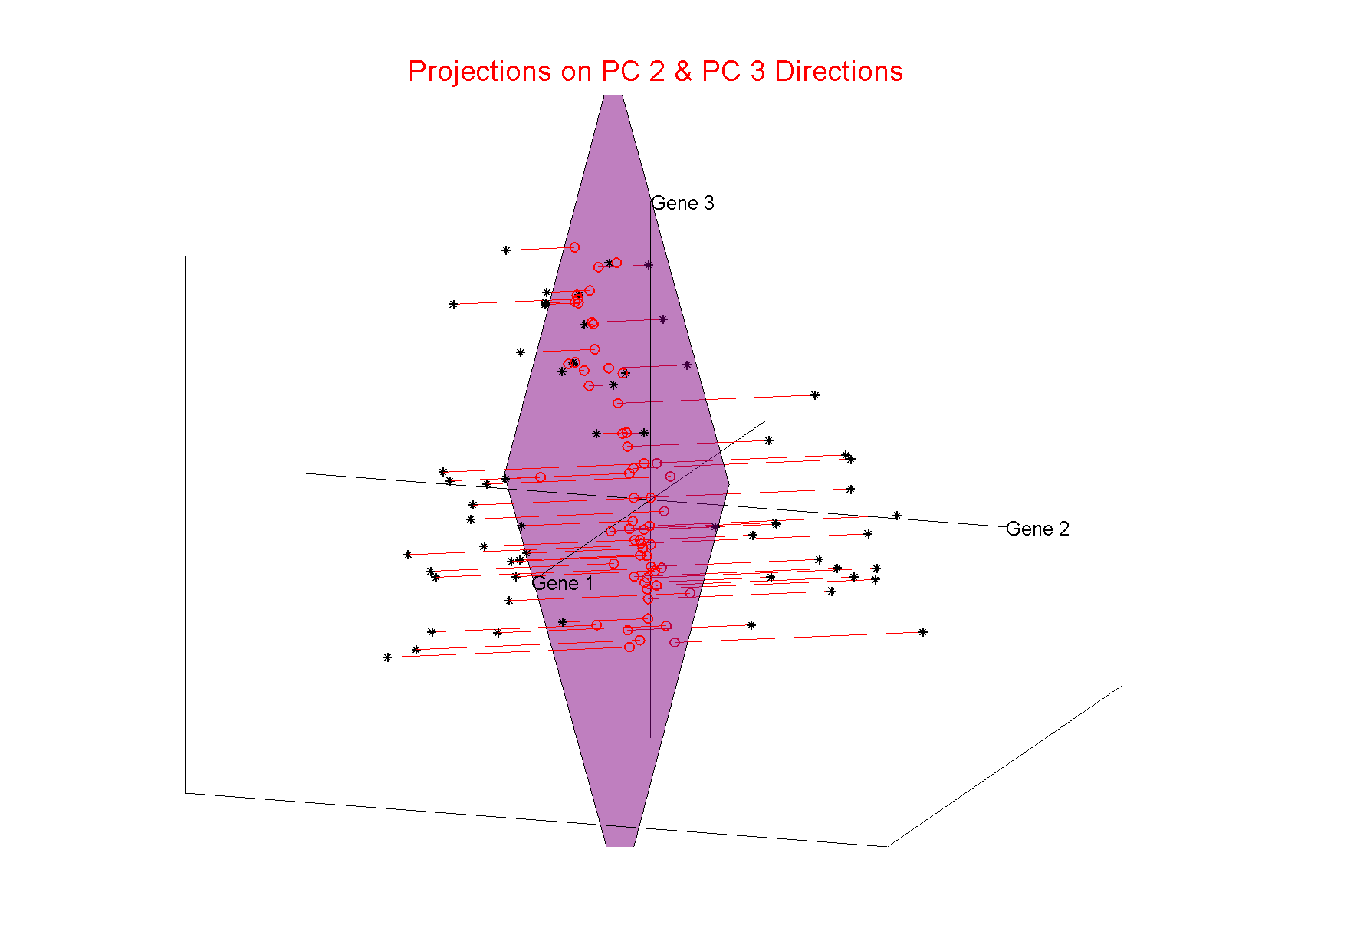 Projections on PC 2 & PC 3 Directions
Gene 3
Gene 2
Gene 1